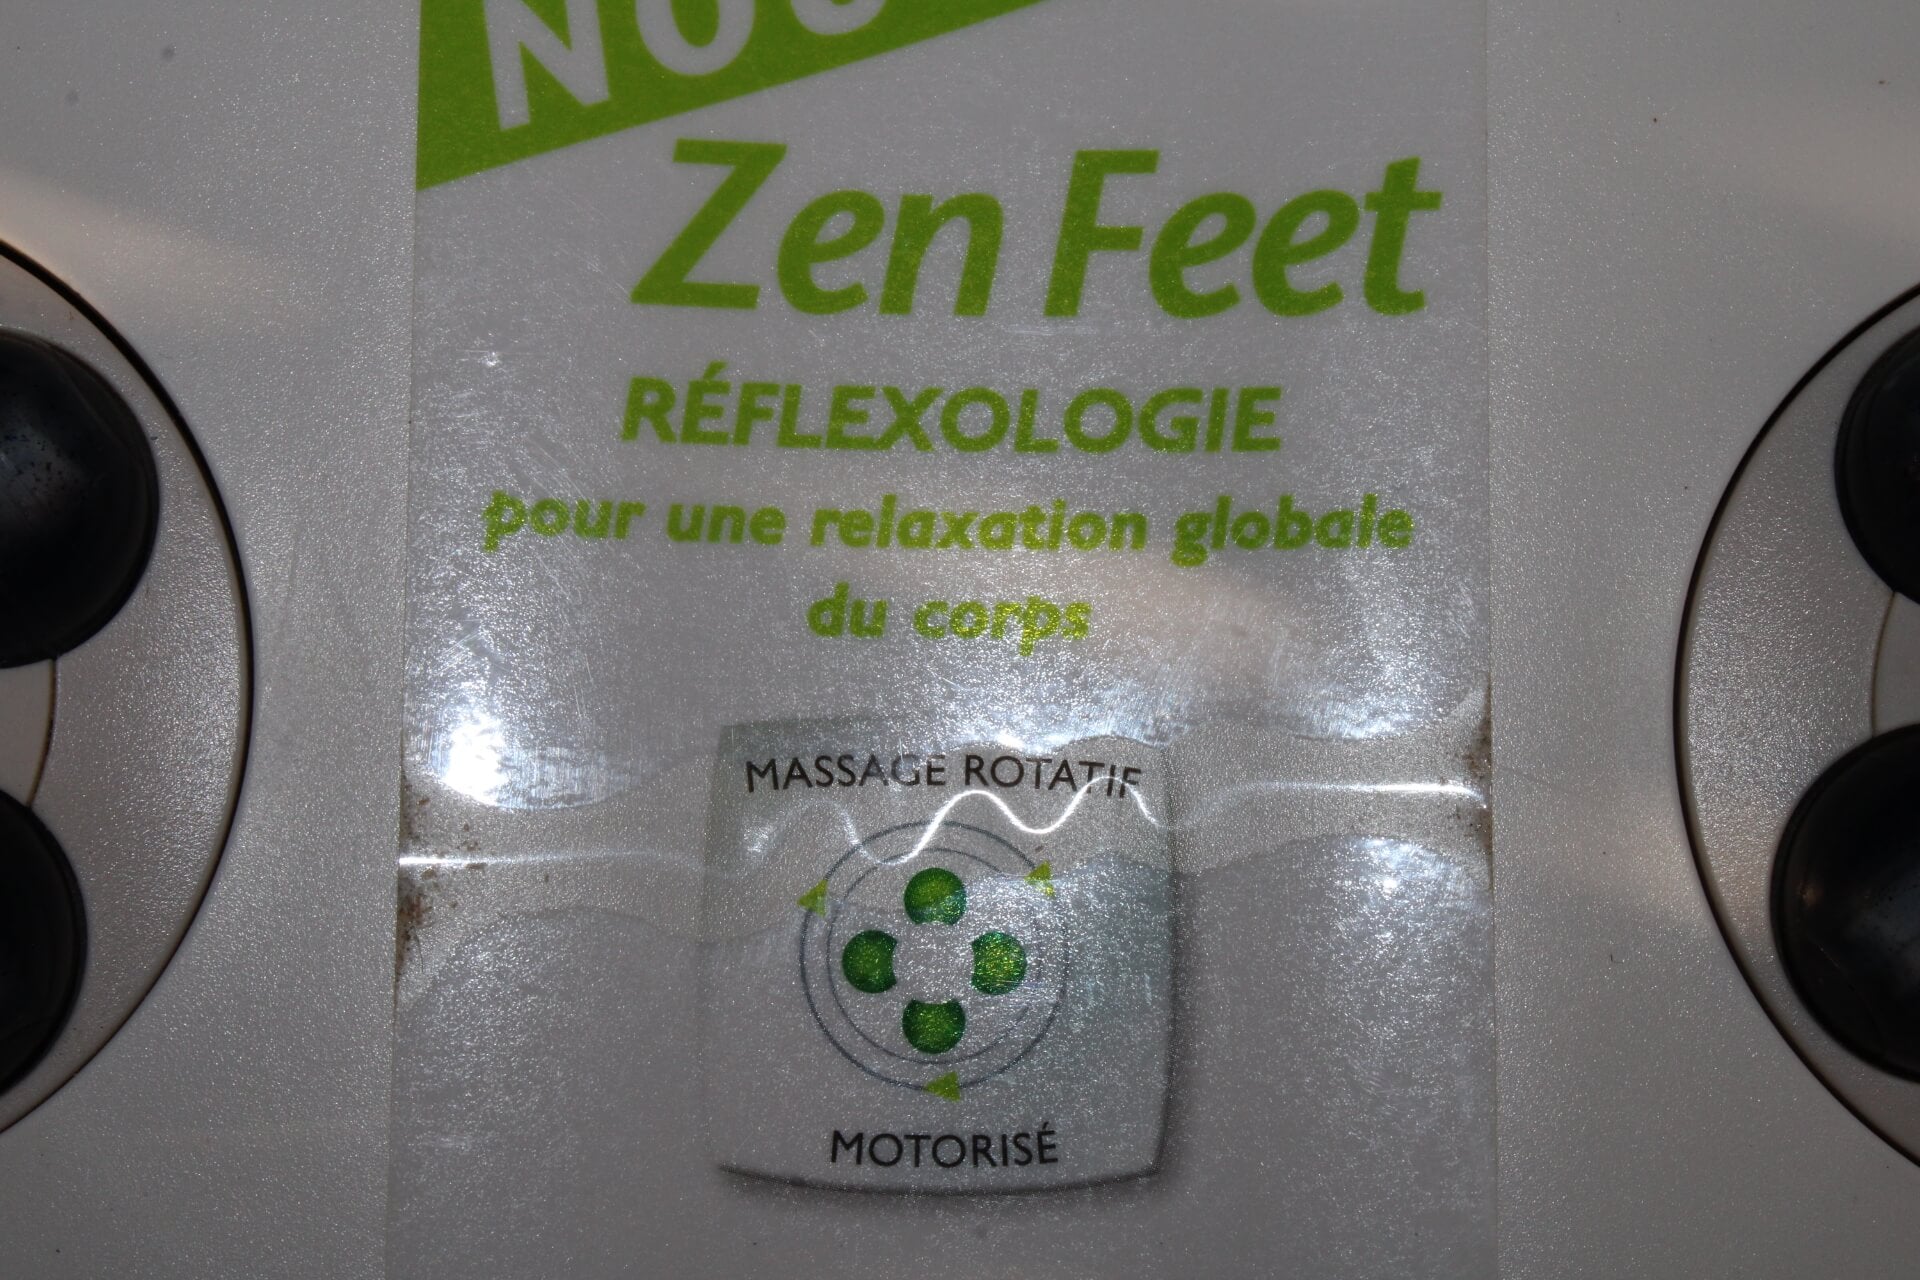 Zen Feet
RÉFLEXOLOGIE
pour une relaxation globale
du corps
MASSAGE ROTATIF
MOTORISÉ